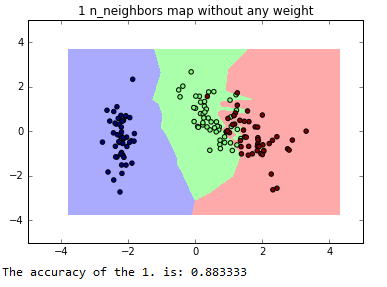 1 n_neighbors map without any weight
4
2
0
−2
−4
−4 −2 0 2 4
The accuracy of the 1. is: 0.883333